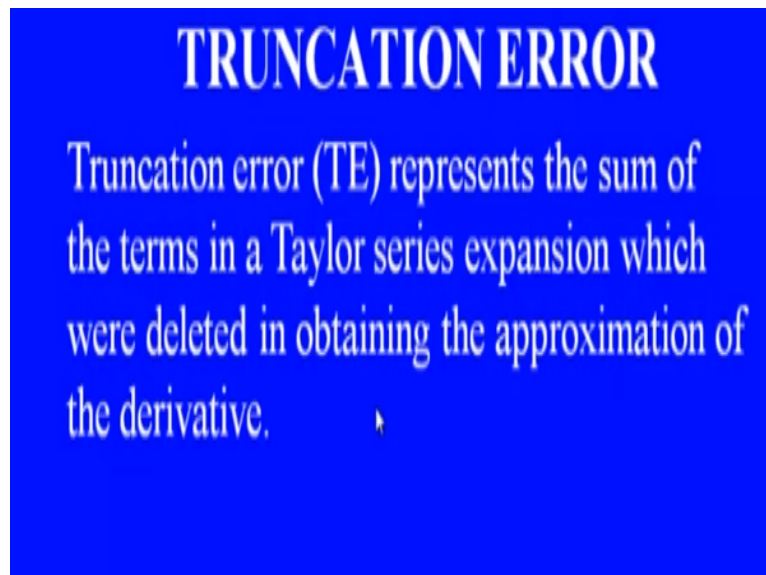 TRUNCATION ERROR
Truncation error (TE) represents the sum of
the terms in a Taylor series expansion which
were deleted in obtaining the approximation of
the derivative.